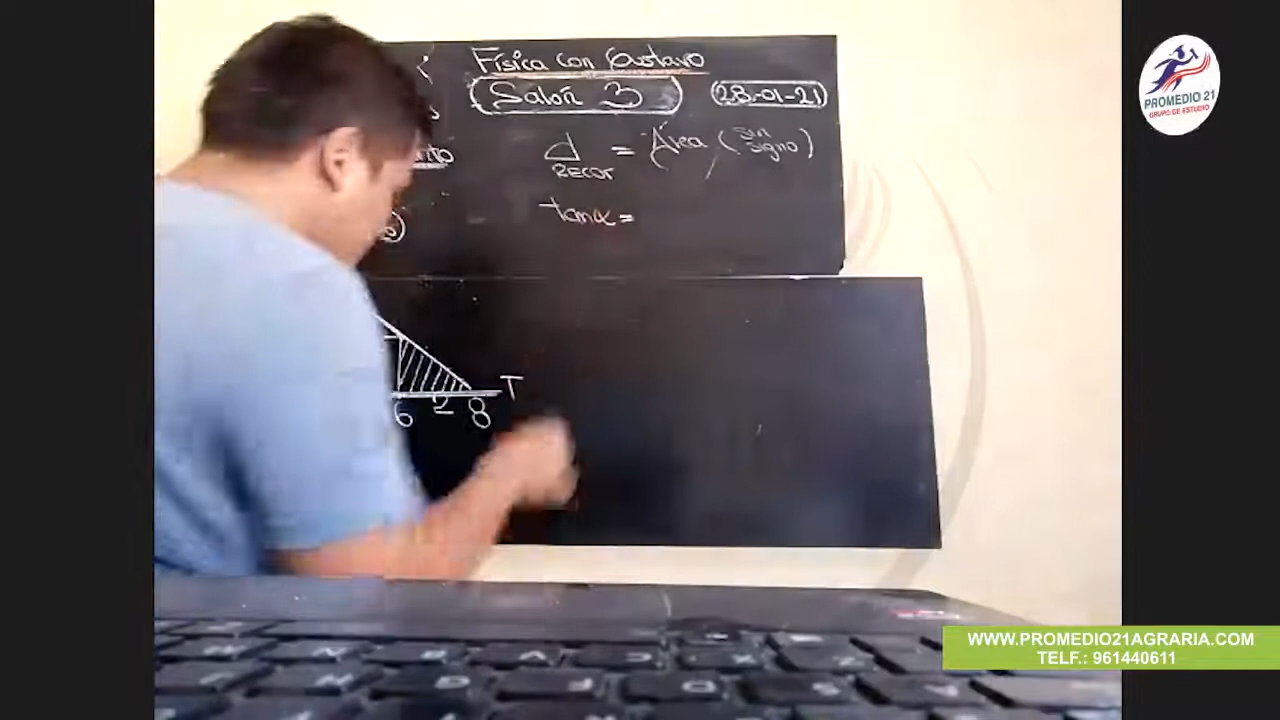 Física con Gustavo
Salón 3
28-01-21
d RECOR = Área (sin signo)
tanα =
T
6 2 8
PROMEDIO 21
GRUPO DE ESTUDIO
WWW.PROMEDIO21AGRARIA.COM
TELF.: 961440611